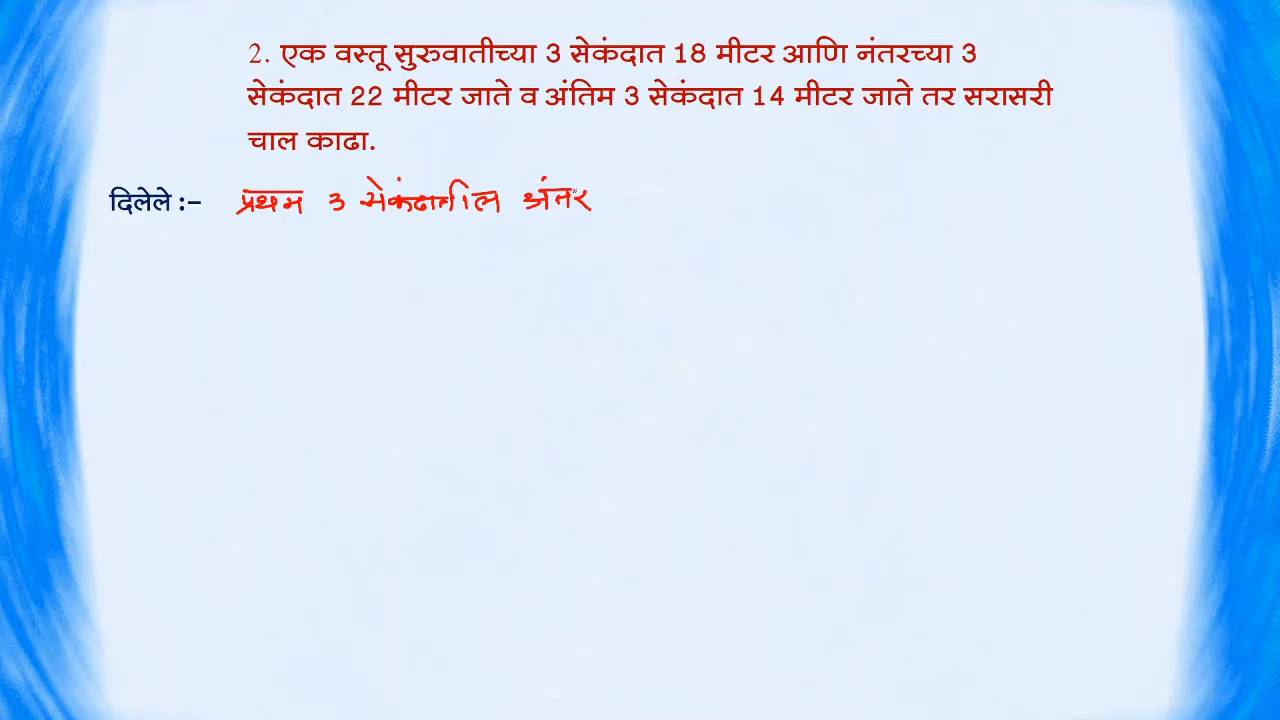 2. एक वस्तू सुरुवातीच्या 3 सेकंदात 18 मीटर आणि नंतरच्या 3
सेकंदात 22 मीटर जाते व अंतिम 3 सेकंदात 14 मीटर जाते तर सरासरी
चाल काढा.
दिलेले :– प्रथम 3 सेकंदातील अंतर